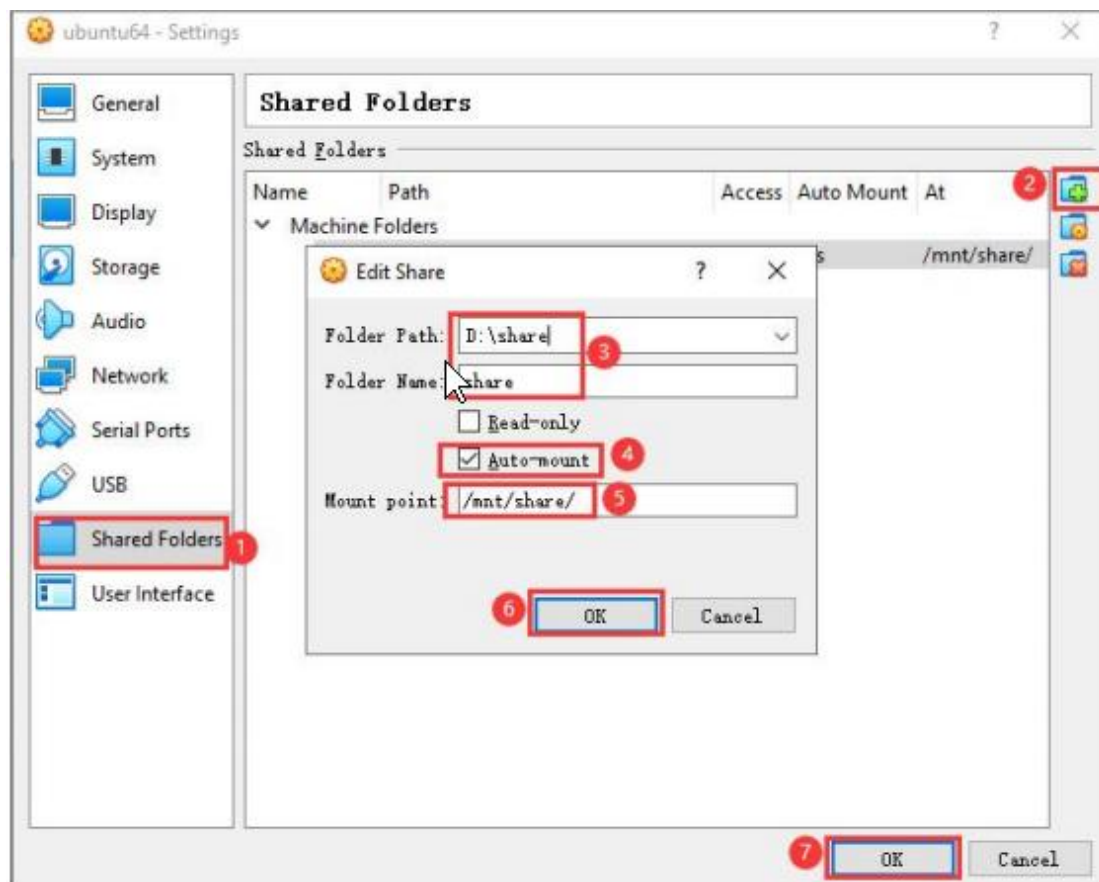 ubuntu64 - Settings ? ×
General
System
Display
Storage
Audio
Network
Serial Ports
USB
Shared Folders 1
User Interface
Shared Folders
Shared Folders
Name Path Access Auto Mount At 2
Machine Folders
s /mnt/share/
Edit Share ? ×
Folder Path: D:\share 3
Folder Name: share
Read-only
Auto-mount 4
Mount point: /mnt/share/ 5
6 OK Cancel
7 OK Cancel